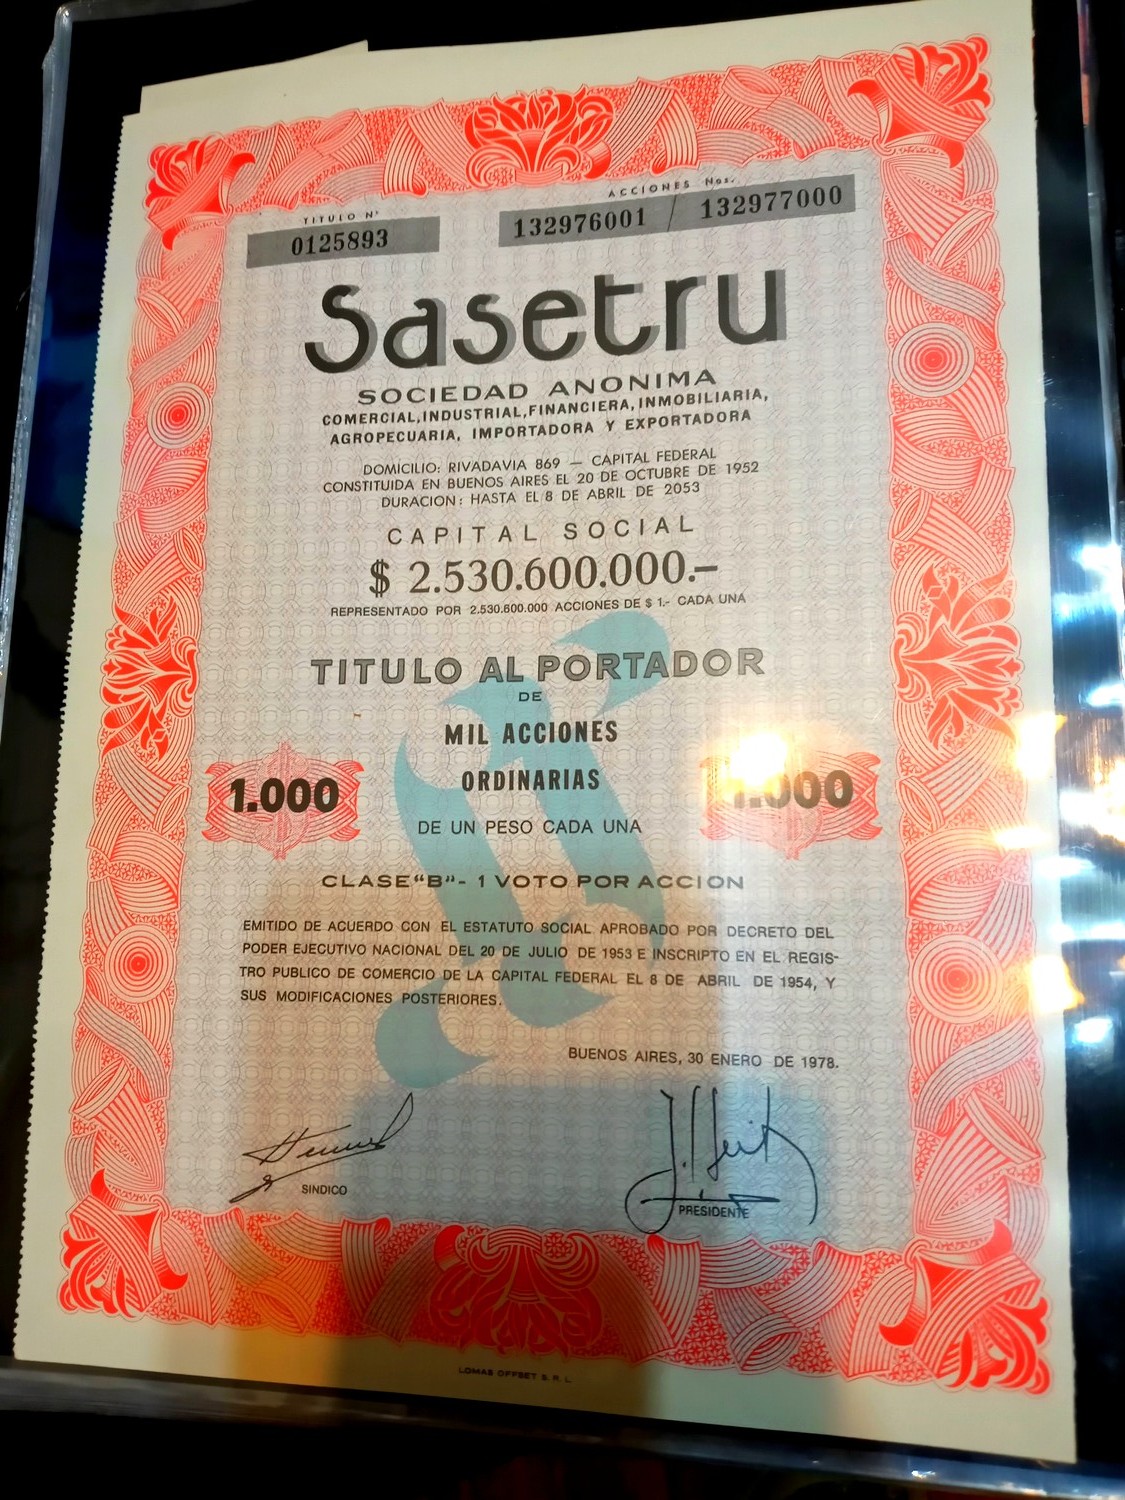 TITULO Nº
ACCIONES Nos.
0125893
132976001 / 132977000
Sasetru
SOCIEDAD ANONIMA
COMERCIAL, INDUSTRIAL, FINANCIERA, INMOBILIARIA,
AGROPECUARIA, IMPORTADORA Y EXPORTADORA
DOMICILIO: RIVADAVIA 869 — CAPITAL FEDERAL
CONSTITUIDA EN BUENOS AIRES EL 20 DE OCTUBRE DE 1952
DURACION: HASTA EL 8 DE ABRIL DE 2053
CAPITAL SOCIAL
$ 2.530.600.000.–
REPRESENTADO POR 2.530.600.000 ACCIONES DE $ 1.- CADA UNA
TITULO AL PORTADOR
DE
MIL ACCIONES
ORDINARIAS
1.000
1.000
DE UN PESO CADA UNA
CLASE "B" - 1 VOTO POR ACCION
EMITIDO DE ACUERDO CON EL ESTATUTO SOCIAL APROBADO POR DECRETO DEL
PODER EJECUTIVO NACIONAL DEL 20 DE JULIO DE 1953 E INSCRIPTO EN EL REGIS-
TRO PUBLICO DE COMERCIO DE LA CAPITAL FEDERAL EL 8 DE ABRIL DE 1954, Y
SUS MODIFICACIONES POSTERIORES.
BUENOS AIRES, 30 ENERO DE 1978.
SINDICO
PRESIDENTE
LOMAS OFFSET S. R. L.